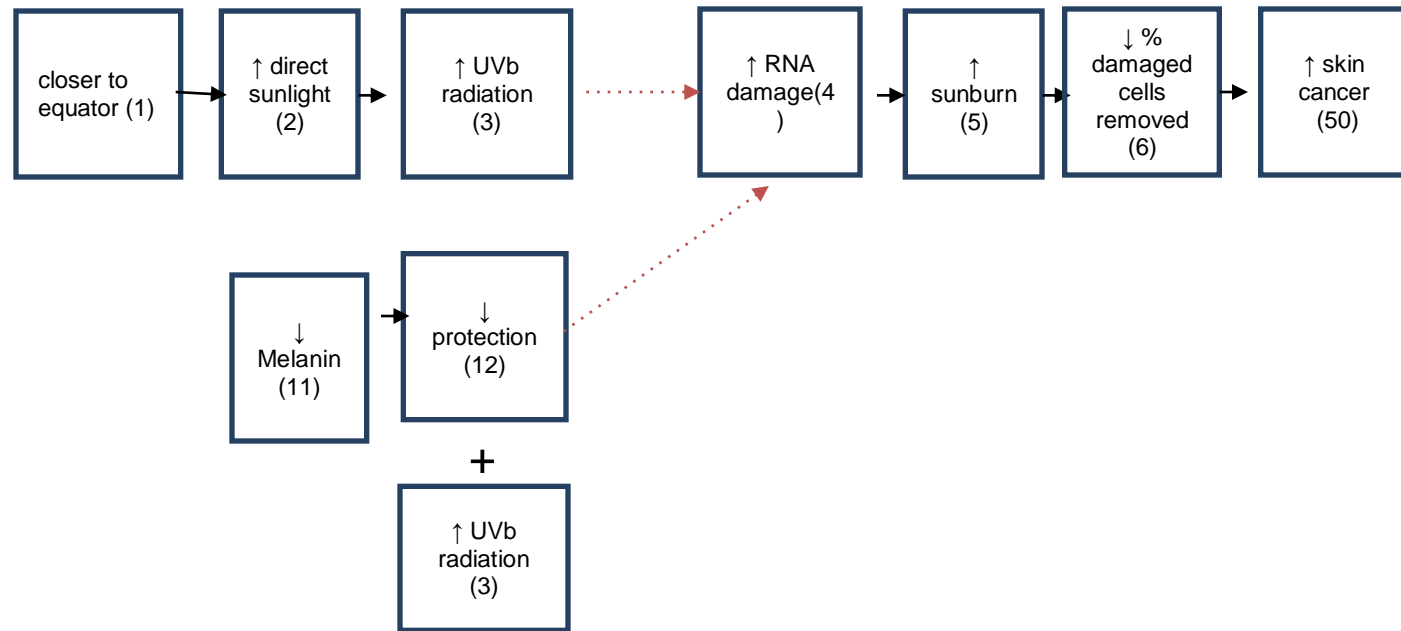 closer to
equator (1)
↑ direct
sunlight
(2)
↑ UVb
radiation
(3)
↑ RNA
damage(4
)
↑
sunburn
(5)
↓ %
damaged
cells
removed
(6)
↑ skin
cancer
(50)
↓
Melanin
(11)
↓
protection
(12)
+
↑ UVb
radiation
(3)